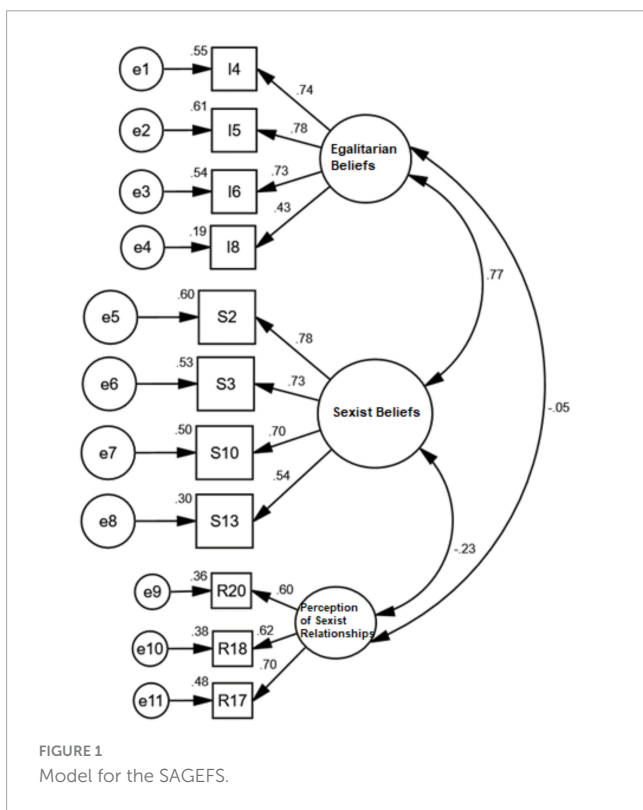 .55
e1
I4
.74
.61
e2
I5
.78
Egalitarian
Beliefs
.54
e3
I6
.73
.43
.19
e4
I8
.77
.60
e5
S2
.78
.53
e6
S3
.73
Sexist Beliefs
-.05
.50
e7
S10
.70
.54
.30
e8
S13
-.23
.36
e9
R20
.60
Perception
of Sexist
Relationships
.38
e10
R18
.62
.70
.48
e11
R17
FIGURE 1
Model for the SAGEFS.